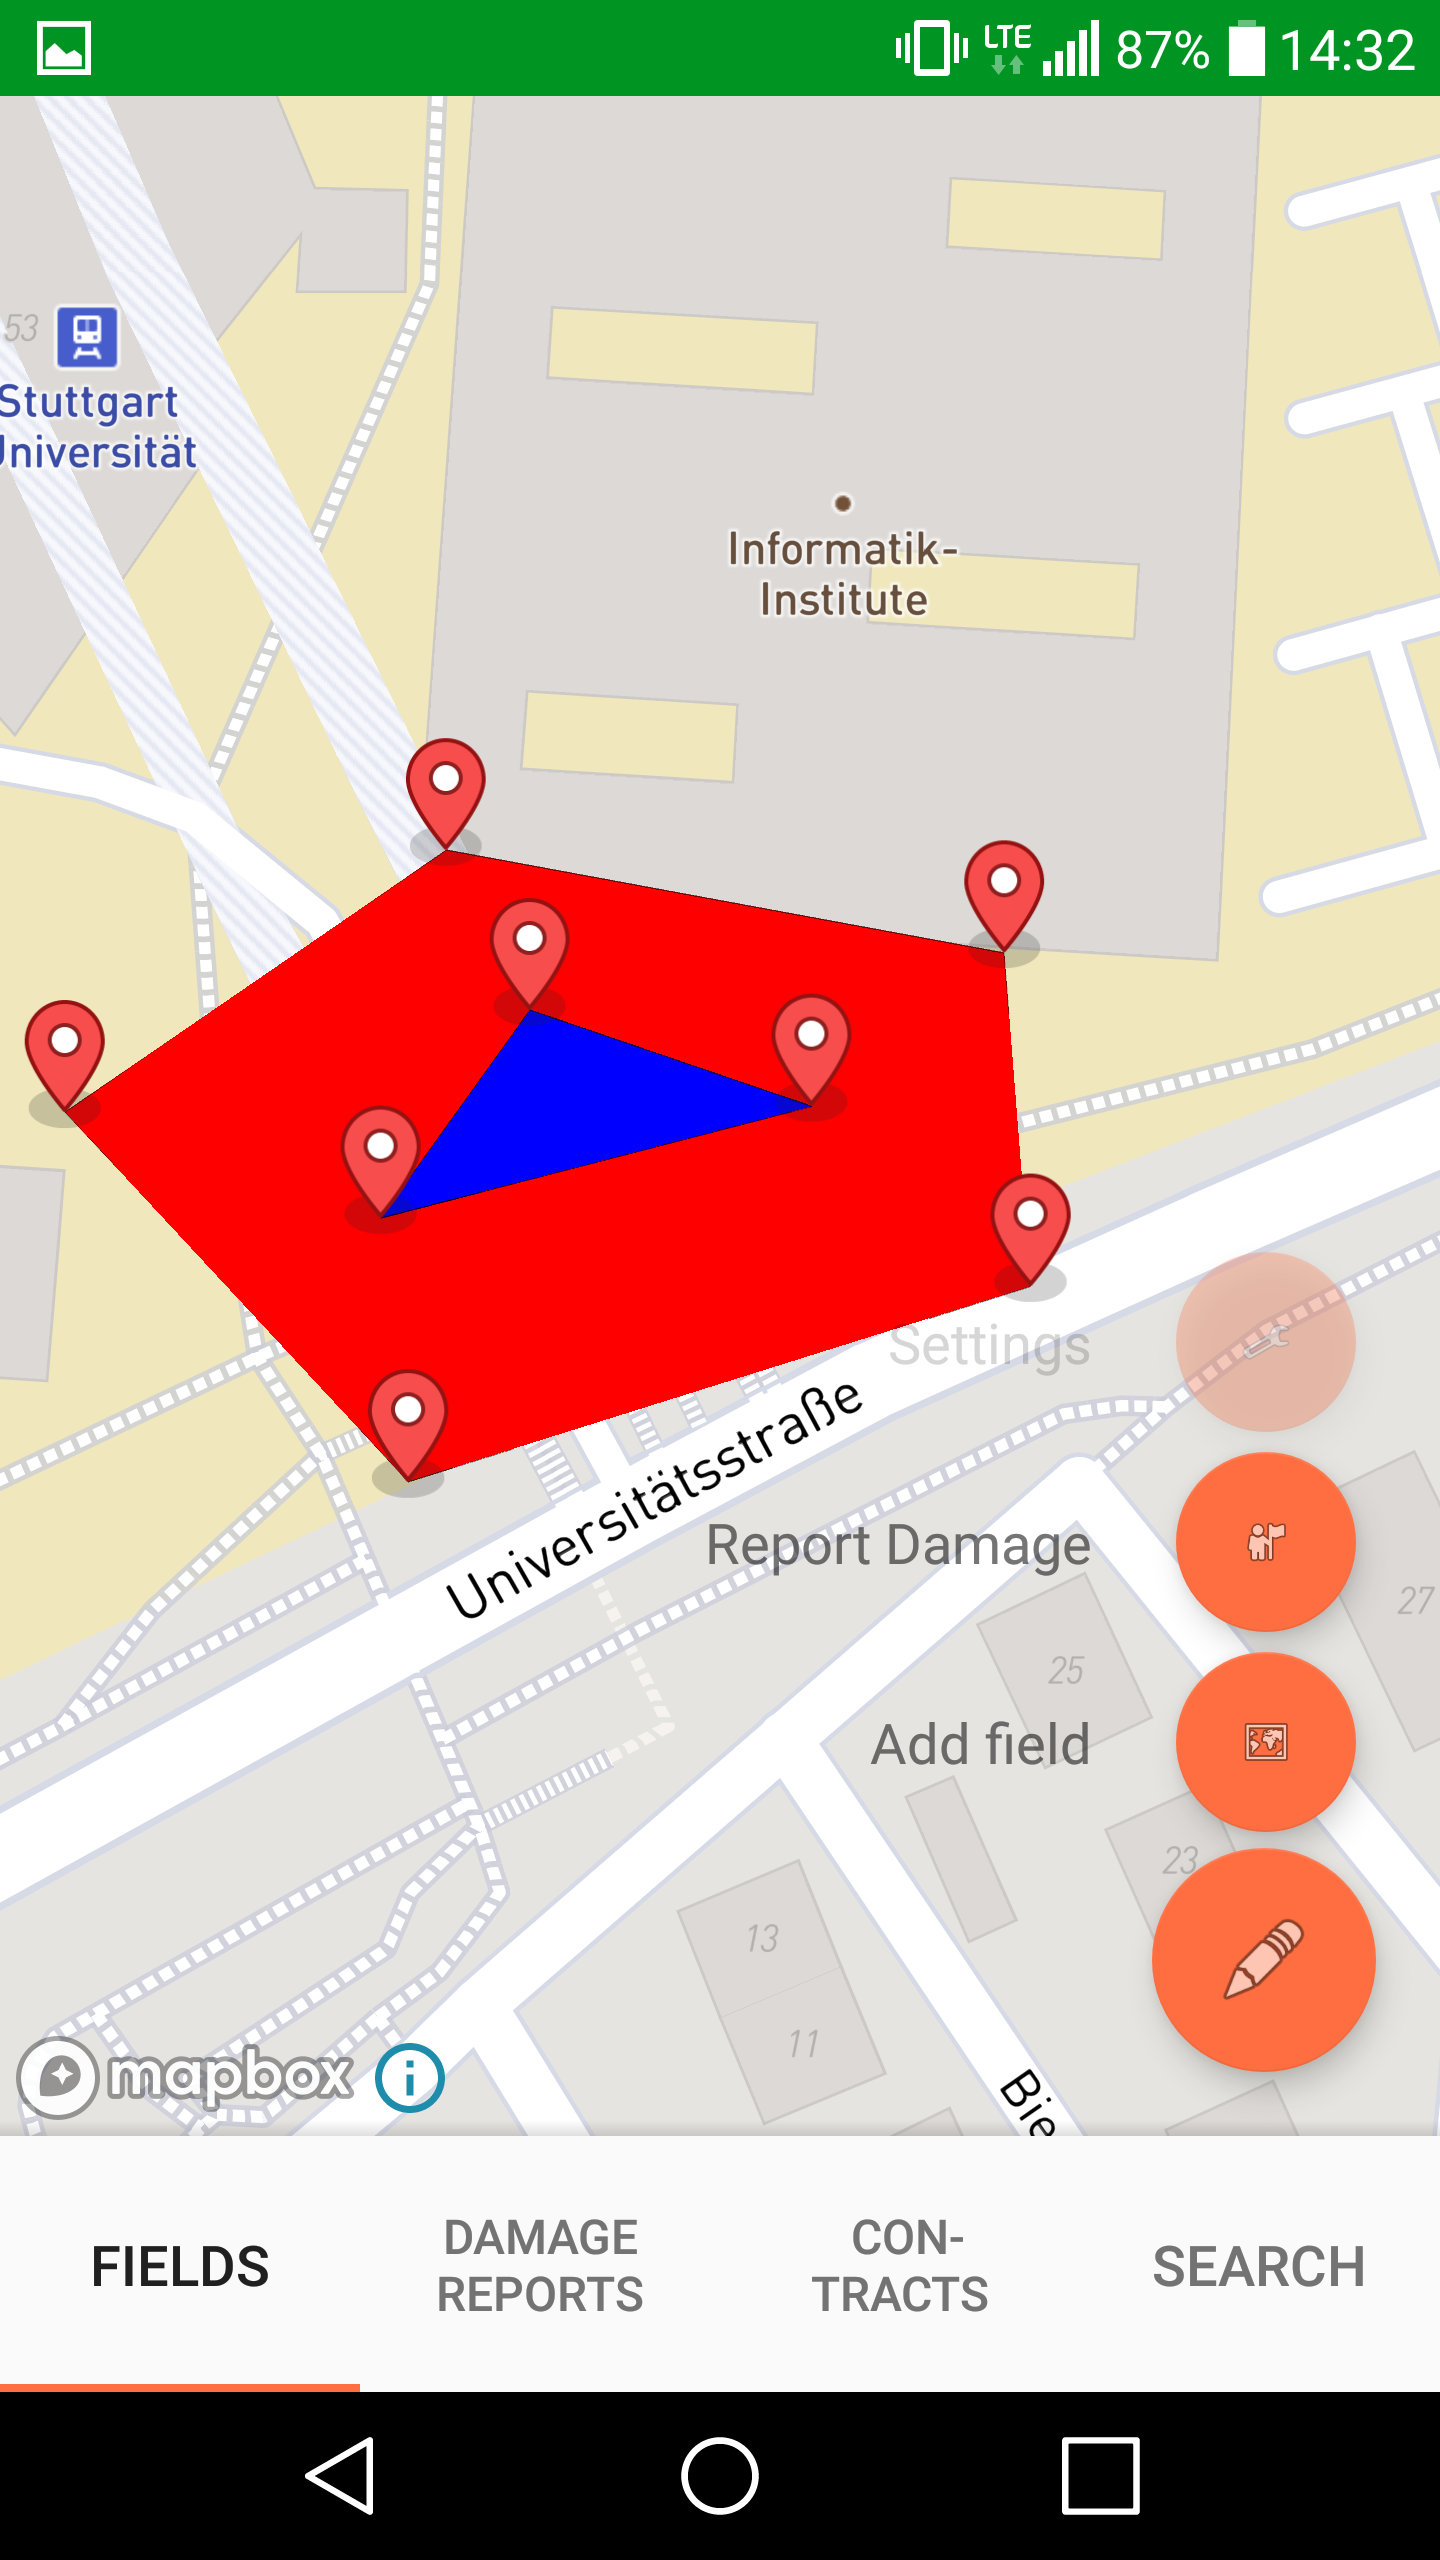 LTE
87%
14:32
53
Stuttgart
Universität
Informatik-
Institute
Settings
Universitätsstraße
Report Damage
27
25
Add field
23
13
11
mapbox
Bie
FIELDS
DAMAGE
REPORTS
CON-
TRACTS
SEARCH